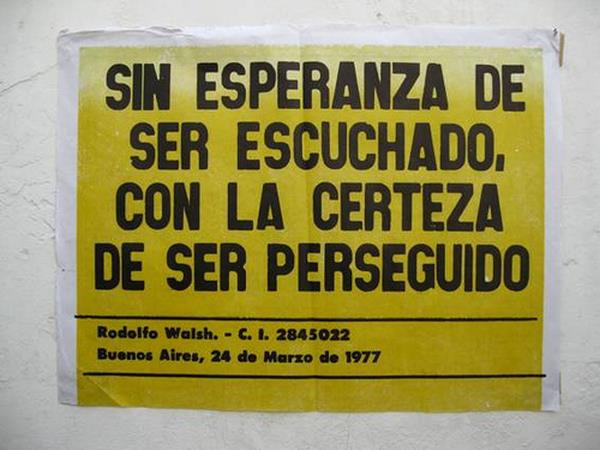 SIN ESPERANZA DE
SER ESCUCHADO,
CON LA CERTEZA
DE SER PERSEGUIDO
Rodolfo Walsh. - C. I. 2845022
Buenos Aires, 24 de Marzo de 1977